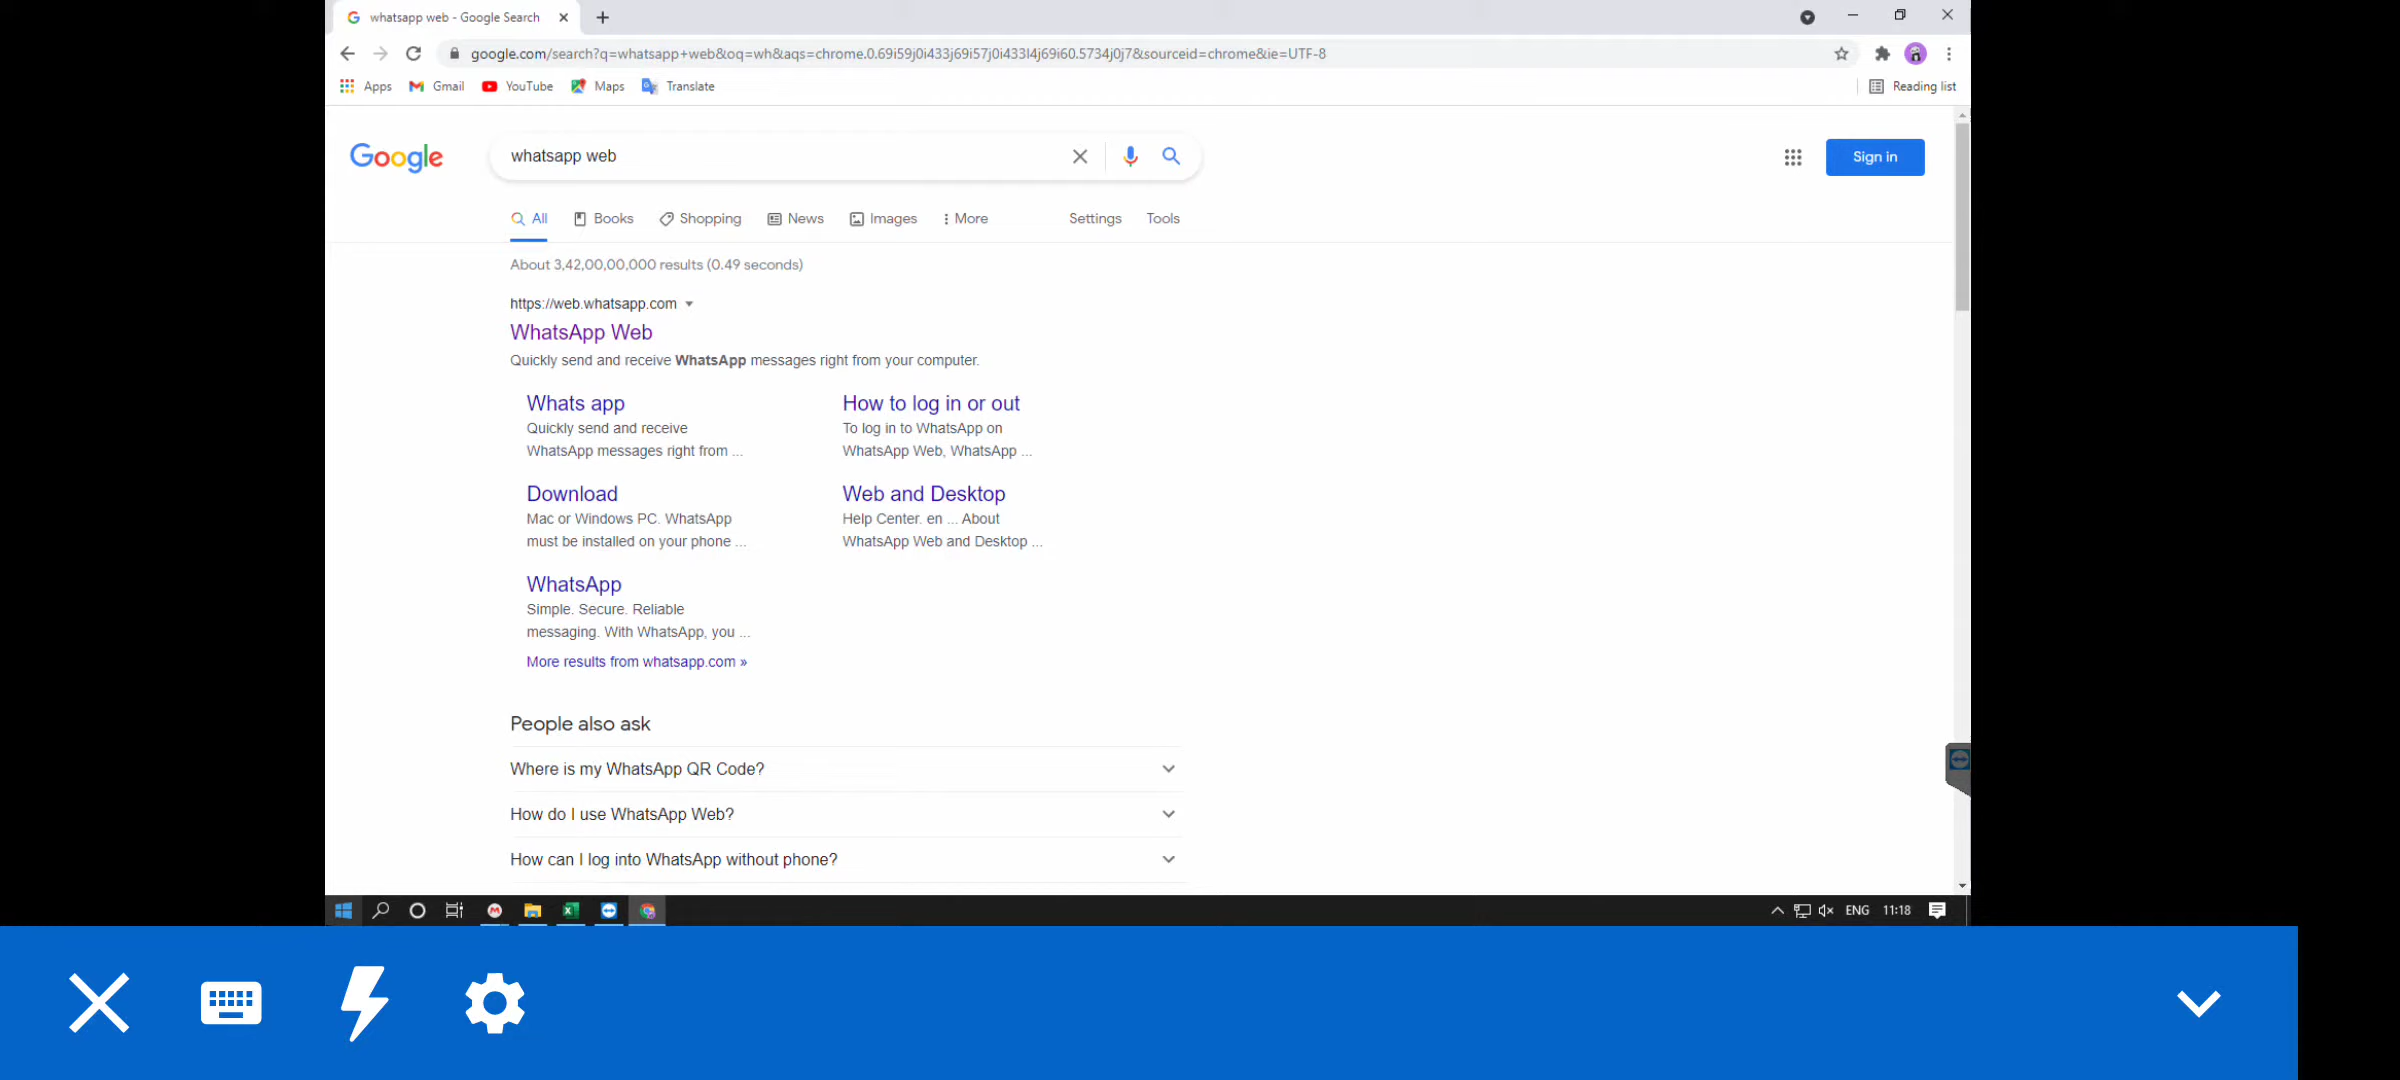 whatsapp web - Google Search
google.com/search?q=whatsapp+web&oq=wh&aqs=chrome.0.69i59j0i433j69i57j0i433l4j69i60.5734j0j7&sourceid=chrome&ie=UTF-8
Apps Gmail YouTube Maps Translate Reading list
Google whatsapp web Sign in
All Books Shopping News Images More Settings Tools
About 3,42,00,00,000 results (0.49 seconds)
https://web.whatsapp.com
WhatsApp Web
Quickly send and receive WhatsApp messages right from your computer.
Whats app
Quickly send and receive
WhatsApp messages right from ...
How to log in or out
To log in to WhatsApp on
WhatsApp Web, WhatsApp ...
Download
Mac or Windows PC. WhatsApp
must be installed on your phone ...
Web and Desktop
Help Center. en ... About
WhatsApp Web and Desktop ...
WhatsApp
Simple. Secure. Reliable
messaging. With WhatsApp, you ...
More results from whatsapp.com »
People also ask
Where is my WhatsApp QR Code?
How do I use WhatsApp Web?
How can I log into WhatsApp without phone?
ENG 11:18